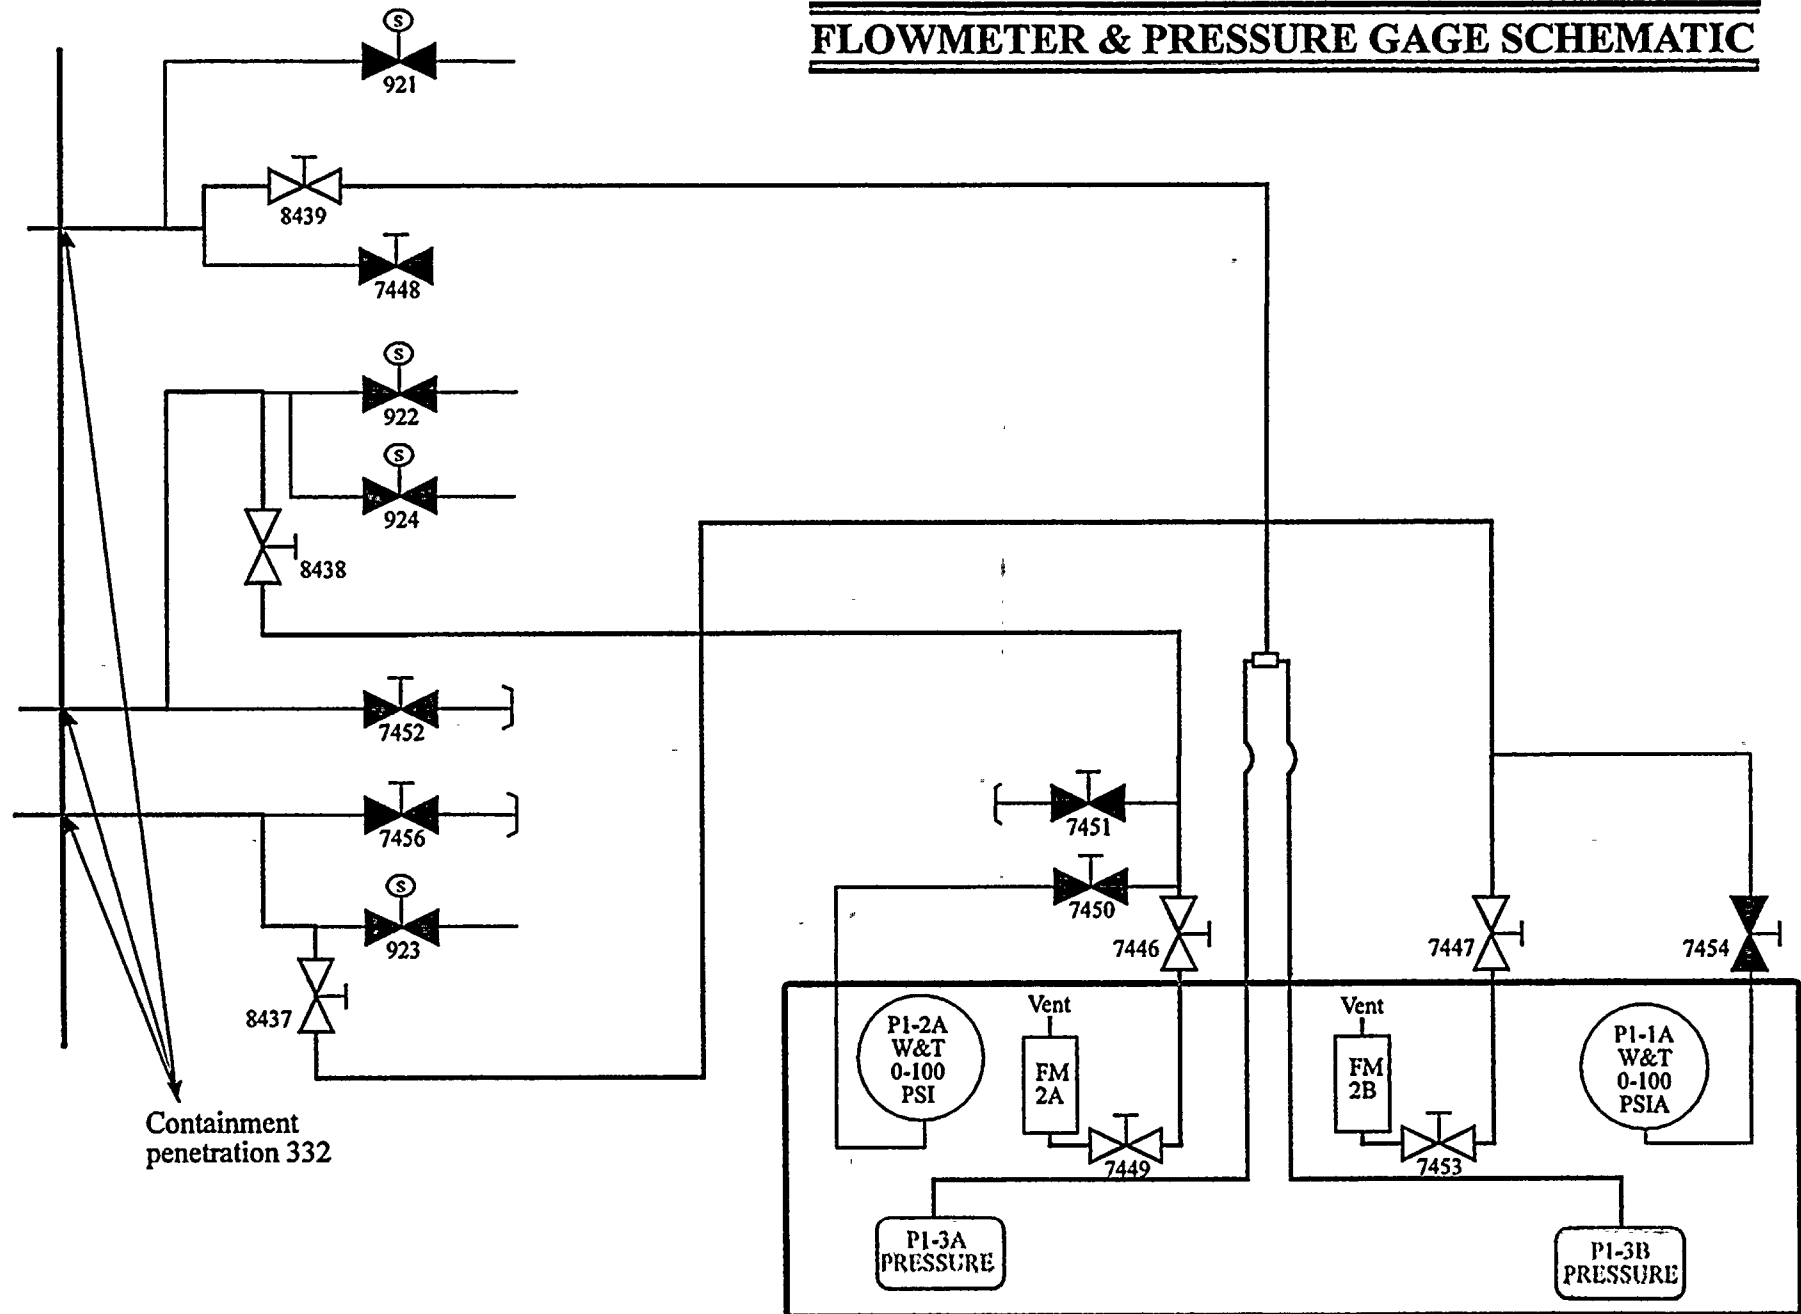 FLOWMETER & PRESSURE GAGE SCHEMATIC
S
921
8439
7448
S
922
S
924
8438
7452
7456
S
923
8437
7451
7450
7446
7447
7454
Containment
penetration 332
P1-2A
W&T
0-100
PSI
Vent
FM
2A
7449
Vent
FM
2B
7453
P1-1A
W&T
0-100
PSIA
P1-3A
PRESSURE
P1-3B
PRESSURE